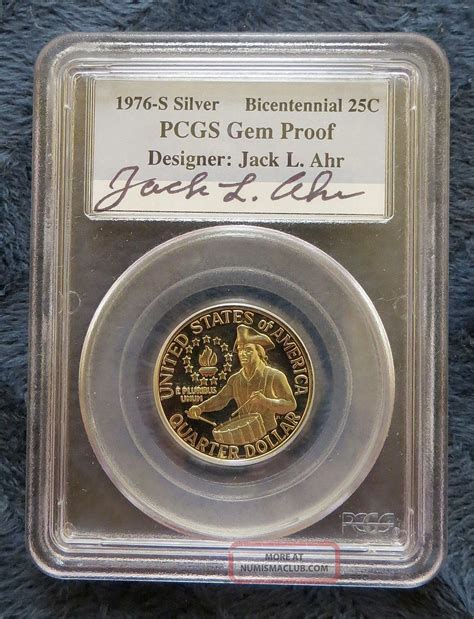 1976-S Silver Bicentennial 25C
PCGS Gem Proof
Designer: Jack L. Ahr
Jack L. Ahr
UNITED STATES of AMERICA
E PLURIBUS
UNUM
QUARTER DOLLAR
PCGS
MORE AT
NUMISMACLUB.COM